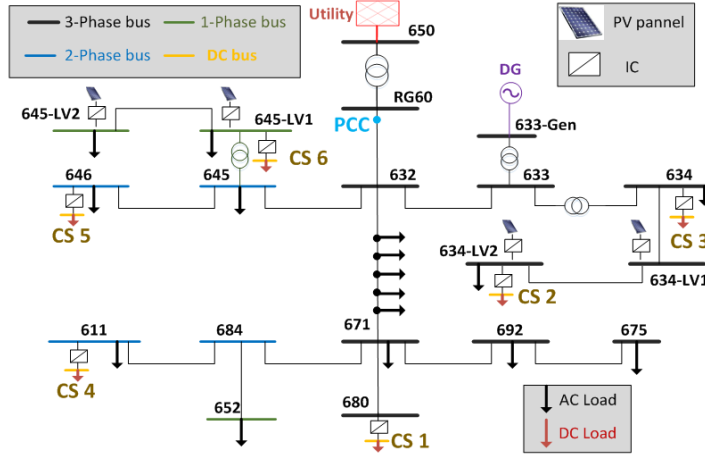 Utility
650
3-Phase bus
1-Phase bus
2-Phase bus
DC bus
PV pannel
IC
DG
RG60
PCC
633-Gen
645-LV2
645-LV1
CS 6
646
645
632
633
634
CS 5
CS 3
634-LV2
634-LV1
CS 2
611
684
671
692
675
CS 4
652
680
CS 1
AC Load
DC Load